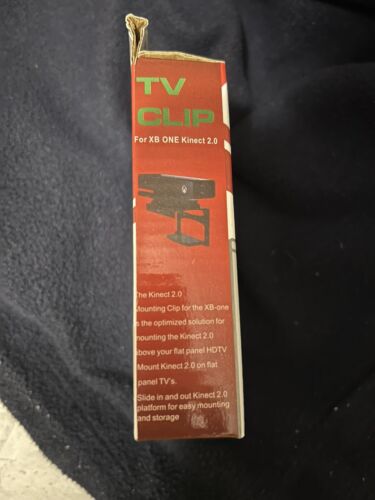 TV
CLIP
For XB ONE Kinect 2.0
The Kinect 2.0
Mounting Clip for the XB-one
is the optimized solution for
mounting the Kinect 2.0
above your flat panel HDTV
Mount Kinect 2.0 on flat
panel TV's.
Slide in and out Kinect 2.0
platform for easy mounting
and storage